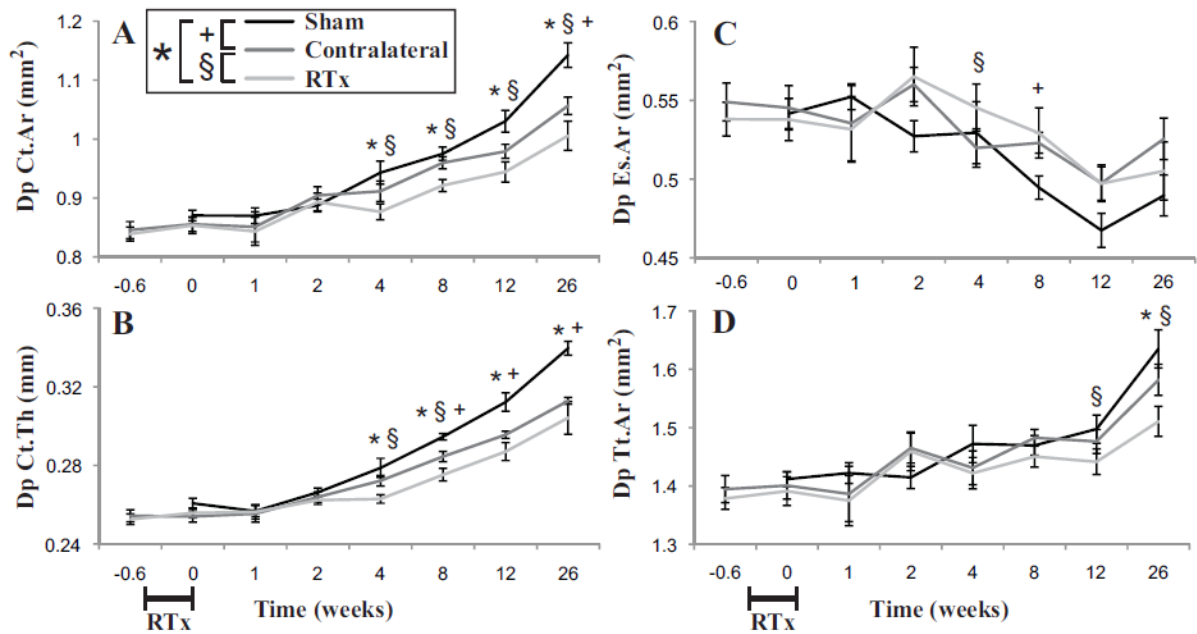 A
* + § Sham
Contralateral
RTx
Dp Ct.Ar (mm²)
1.2
1.1
1
0.9
0.8
* §
* §
* §
* § +
-0.6 0 1 2 4 8 12 26
B
Dp Ct.Th (mm)
0.36
0.32
0.28
0.24
* §
* § +
* +
* +
-0.6 0 1 2 4 8 12 26
RTx
Time (weeks)
C
Dp Es.Ar (mm²)
0.55
0.5
0.45
§
+
-0.6 0 1 2 4 8 12 26
D
Dp Tt.Ar (mm²)
1.7
1.6
1.5
1.4
1.3
§
* §
-0.6 0 1 2 4 8 12 26
RTx
Time (weeks)